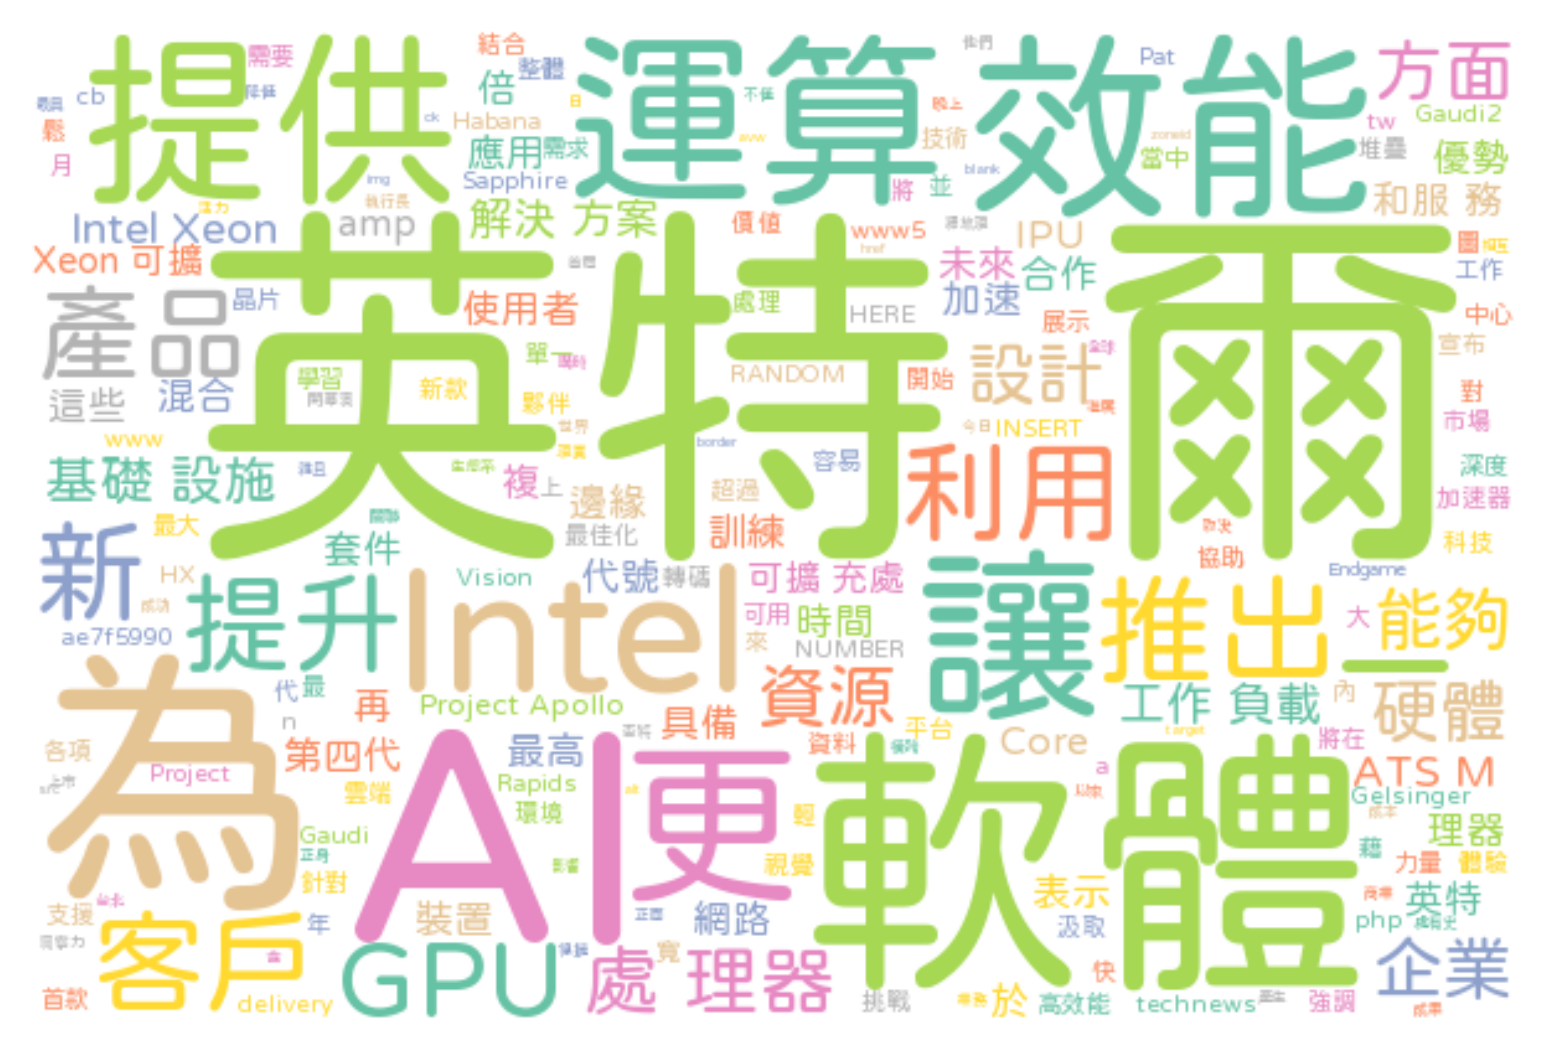 提供
運算
效能
方面
需要
結合
整體
倍
他們
Pat
cb
Habana
技術
當中
tw
Gaudi2
鬆
月
應用
需求
Sapphire
將
並
堆疊
優勢
Intel Xeon
amp
解決 方案
價值
www5
IPU
和服 務
Xeon 可擴
英特爾
未來
合作
圖
工作
產品
晶片
使用者
處理
HERE
加速
展示
中心
單一
RANDOM
設計
宣布
這些
混合
學習
新款
夥伴
開始
對
www
世界
今日
INSERT
市場
基礎 設施
border
容易
利用
深度
複
上
邊緣
超過
加速器
新
最大
套件
最佳化
訓練
協助
科技
HX
提升
Intel
Vision
代號
轉碼
可擴 充處
讓
推出
Endgame
大
能夠
一
ae7f5990
可用
時間
來
NUMBER
為
代
最
再
n
Project Apollo
具備
資源
工作 負載
內
硬體
各項
Project
第四代
最高
資料
平台
Core
target
將在
AI
更
軟體
a
ATS M
雲端
Rapids
環境
輕
Gelsinger
Gaudi
理器
針對
視覺
藉
力量
體驗
支援
客戶
年
裝置
網路
表示
汲取
英特
php
GPU
處 理器
寬
快
企業
首款
delivery
挑戰
於
高效能
technews
強調